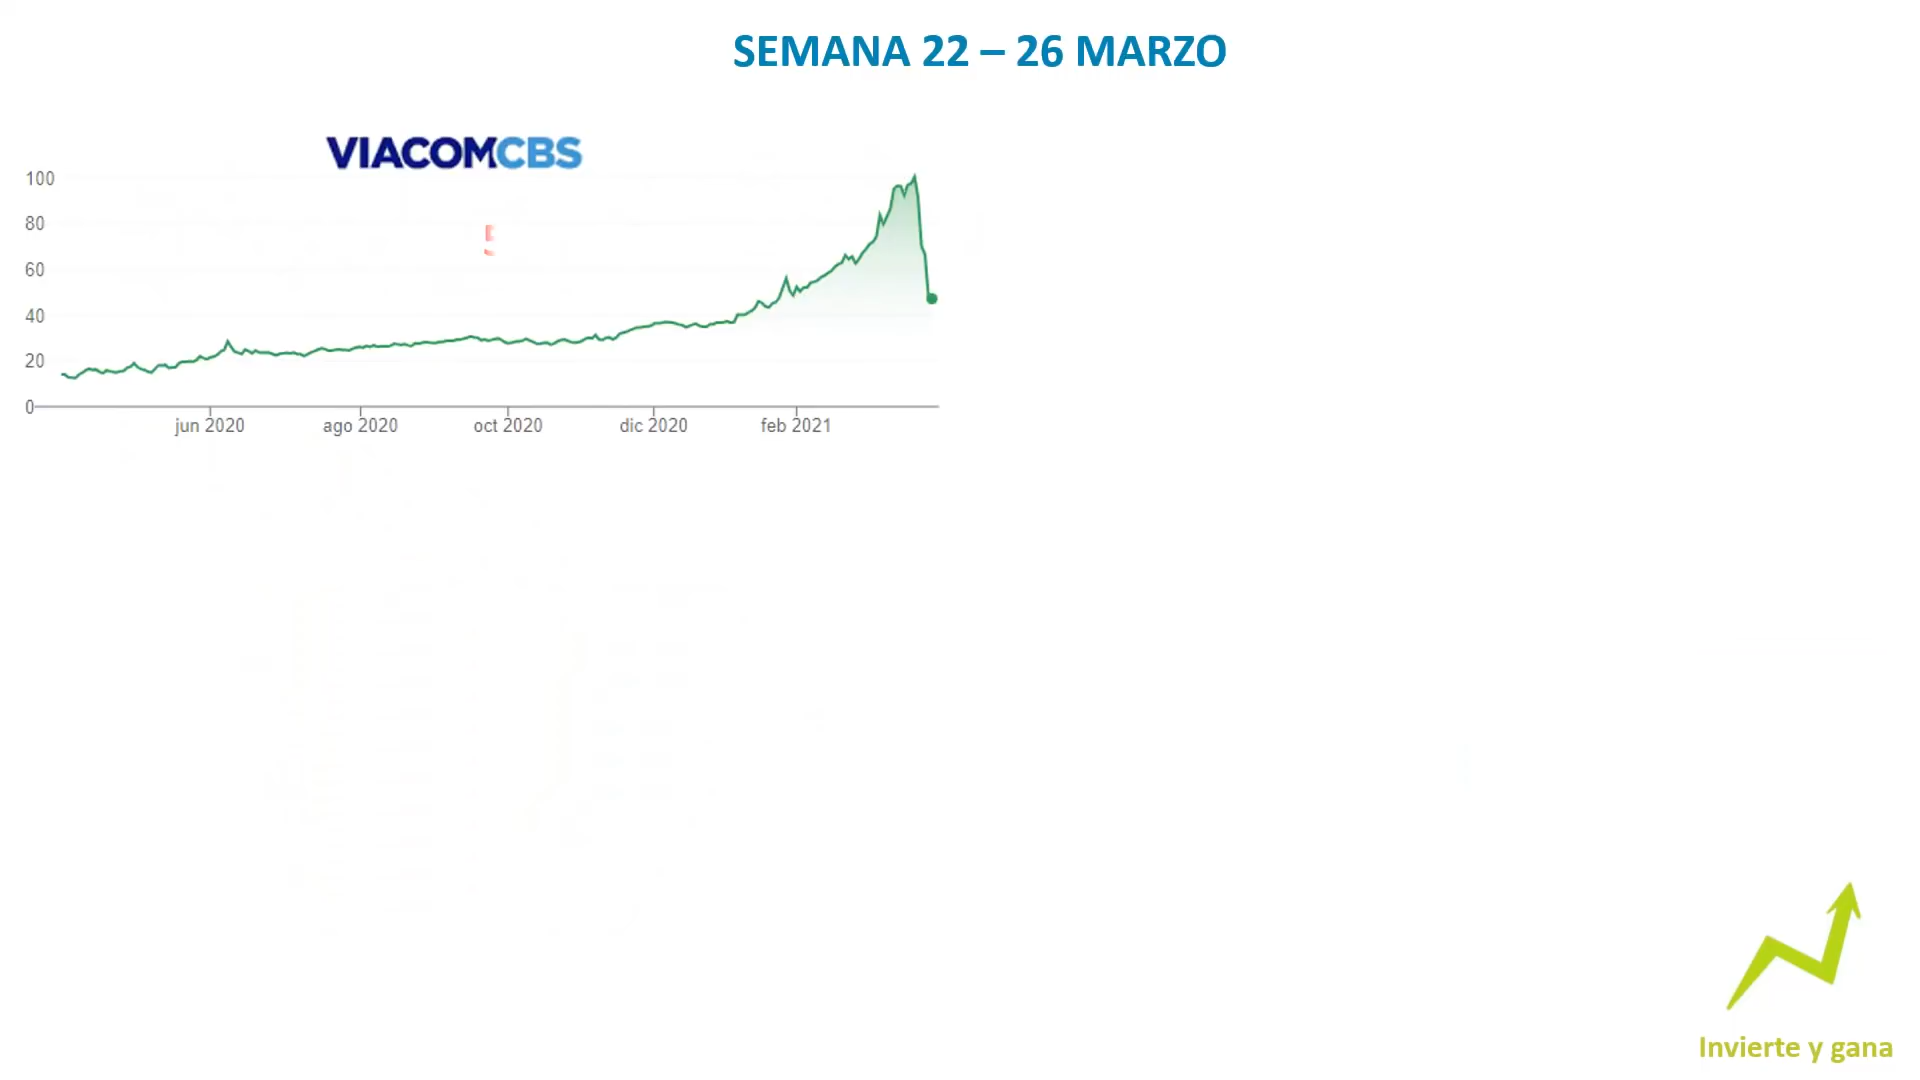 SEMANA 22 – 26 MARZO
VIACOMCBS
100
80
60
40
20
0
jun 2020
ago 2020
oct 2020
dic 2020
feb 2021
Invierte y gana